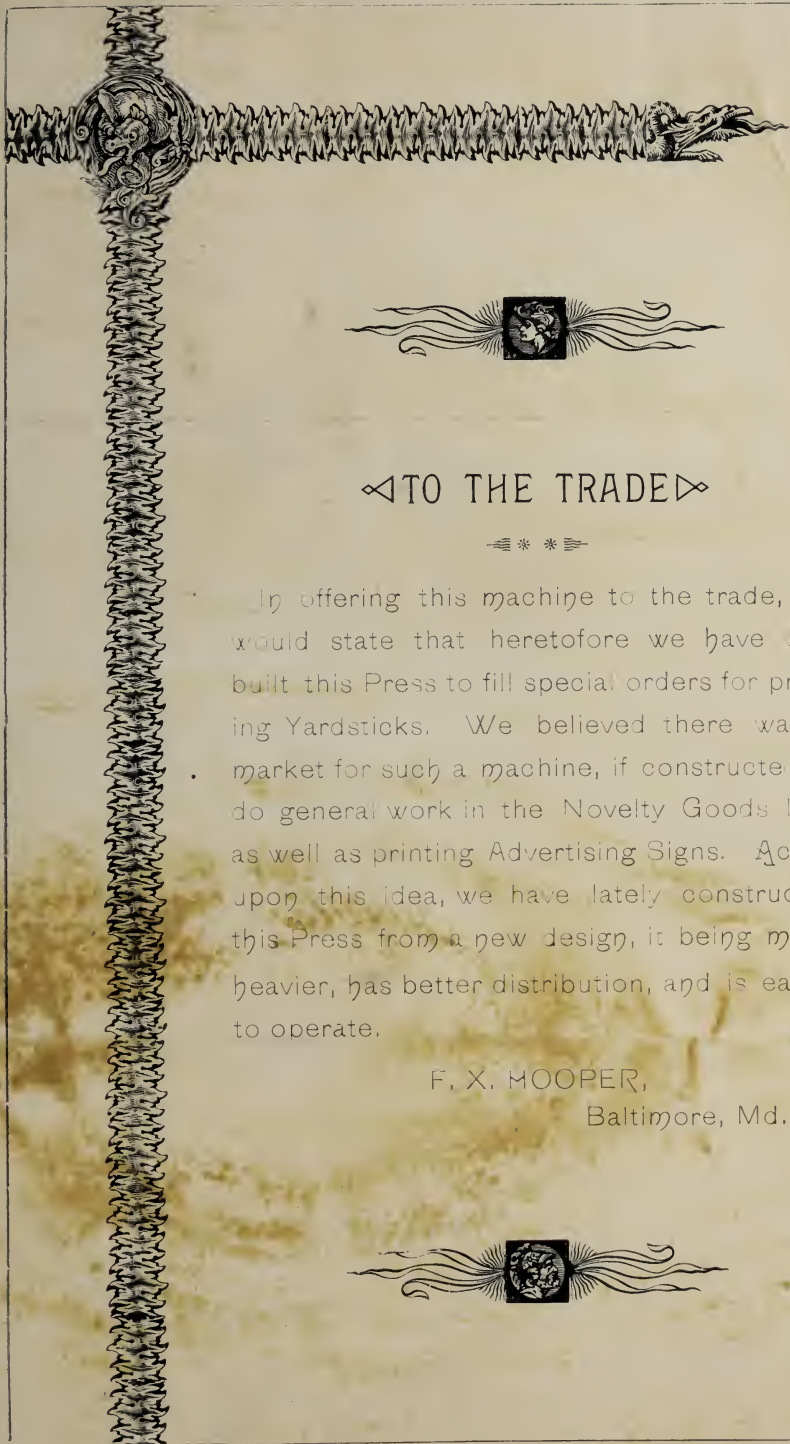 TO THE TRADE
In offering this machine to the trade,
would state that heretofore we have
built this Press to fill special orders for pr
ing Yardsticks. We believed there wa
market for such a machine, if constructe
do general work in the Novelty Goods
as well as printing Advertising Signs. Ac
upon this idea, we have lately construc
this Press from a new design, it being m
heavier, has better distribution, and is ea
to operate.
F. X. HOOPER,
Baltimore, Md.